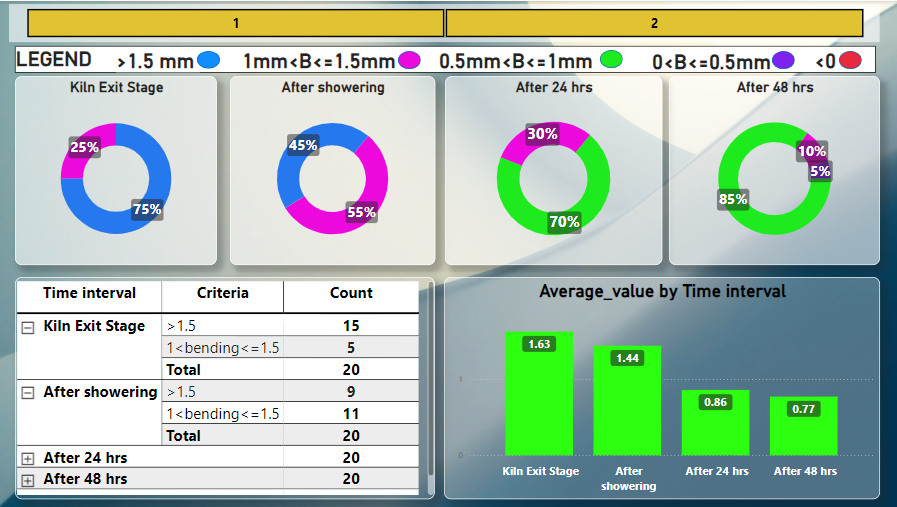 1 2
LEGEND >1.5 mm 1mm<B<=1.5mm 0.5mm<B<=1mm 0<B<=0.5mm <0
Kiln Exit Stage After showering After 24 hrs After 48 hrs
25% 75%
45% 55%
30% 70%
10% 5% 85%
Time interval Criteria Count
Kiln Exit Stage >1.5 15
1<bending<=1.5 5
Total 20
After showering >1.5 9
1<bending<=1.5 11
Total 20
After 24 hrs 20
After 48 hrs 20
Average_value by Time interval
1
0
1.63 1.44 0.86 0.77
Kiln Exit Stage After showering After 24 hrs After 48 hrs